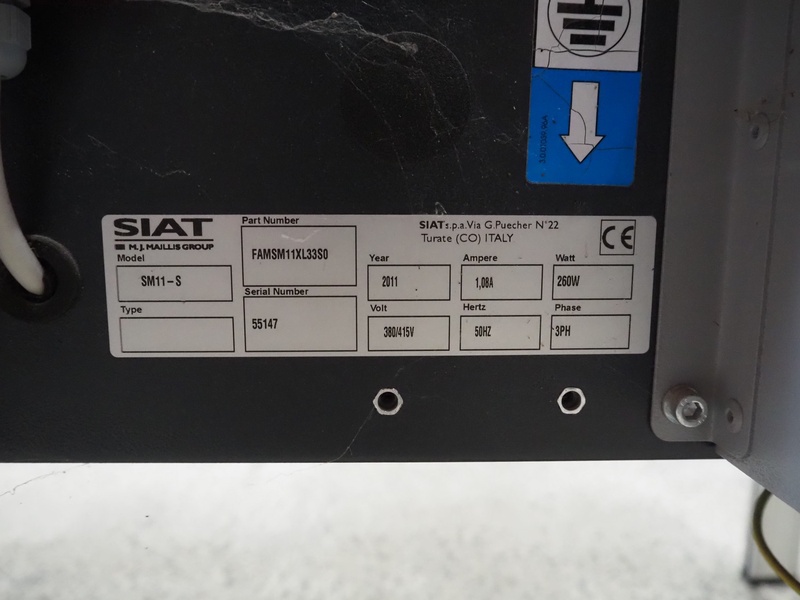 SIAT
M.J. MAILLIS GROUP
Model
SM11-S
Type
Part Number
FAMSM11XL33S0
Serial Number
55147
SIAT s.p.a. Via G.Puecher N°22
Turate (CO) ITALY
CE
Year
2011
Ampere
1,08A
Watt
260W
Volt
380/415V
Hertz
50HZ
Phase
3PH